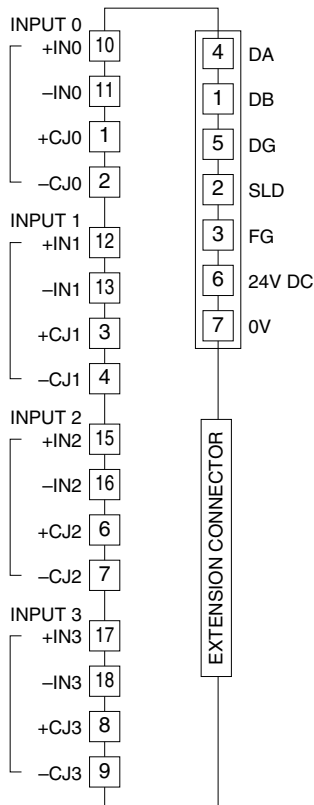 INPUT 0
+IN0 10
–IN0 11
+CJ0 1
–CJ0 2
INPUT 1
+IN1 12
–IN1 13
+CJ1 3
–CJ1 4
INPUT 2
+IN2 15
–IN2 16
+CJ2 6
–CJ2 7
INPUT 3
+IN3 17
–IN3 18
+CJ3 8
–CJ3 9
4 DA
1 DB
5 DG
2 SLD
3 FG
6 24V DC
7 0V
EXTENSION CONNECTOR